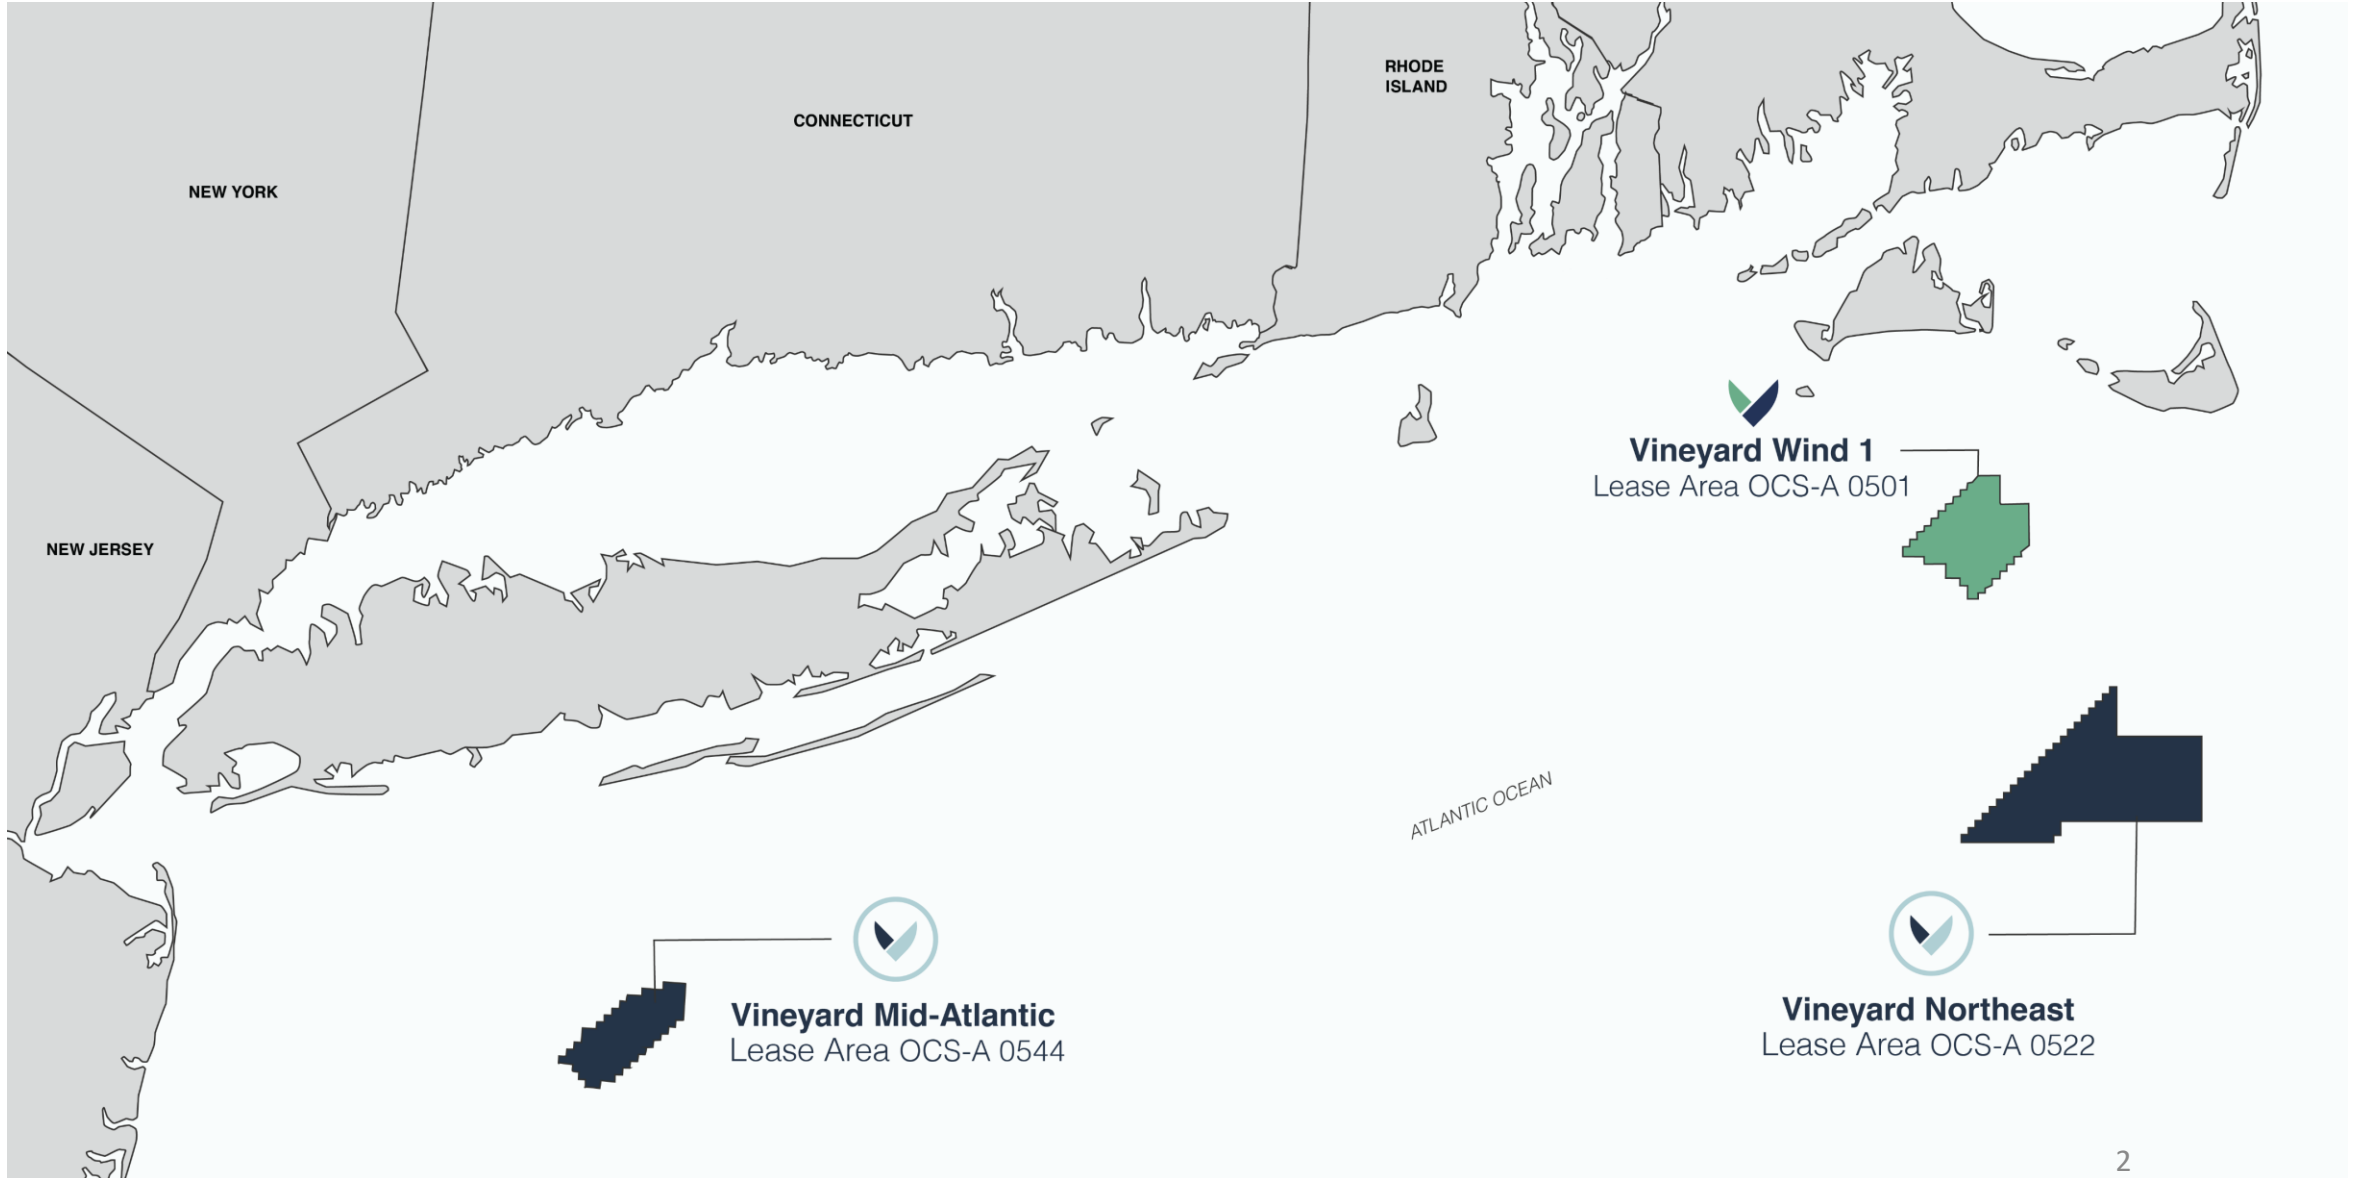 RHODE
ISLAND
CONNECTICUT
NEW YORK
Vineyard Wind 1
Lease Area OCS-A 0501
NEW JERSEY
ATLANTIC OCEAN
Vineyard Mid-Atlantic
Lease Area OCS-A 0544
Vineyard Northeast
Lease Area OCS-A 0522
2